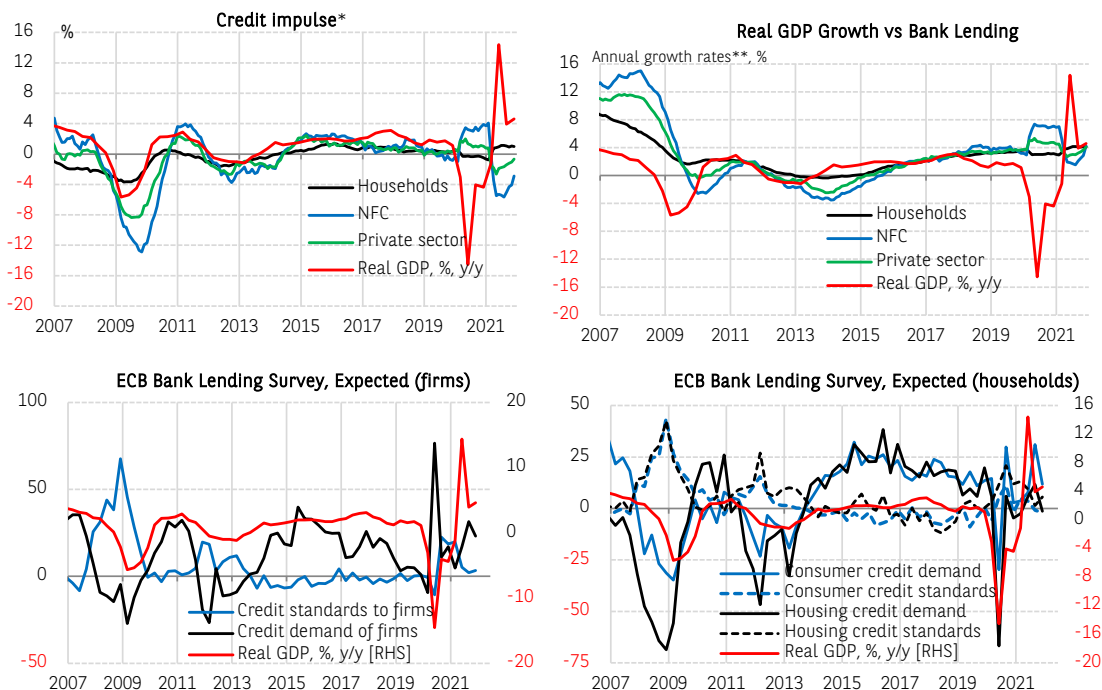 Credit impulse*
%
16
12
8
4
0
-4
-8
-12
-16
-20
Households
NFC
Private sector
Real GDP, %, y/y
2007 2009 2011 2013 2015 2017 2019 2021
Real GDP Growth vs Bank Lending
Annual growth rates**, %
16
12
8
4
0
-4
-8
-12
-16
-20
Households
NFC
Private sector
Real GDP, %, y/y
2007 2009 2011 2013 2015 2017 2019 2021
ECB Bank Lending Survey, Expected (firms)
100
50
0
-50
20
10
0
-10
-20
Credit standards to firms
Credit demand of firms
Real GDP, %, y/y [RHS]
2007 2009 2011 2013 2015 2017 2019 2021
ECB Bank Lending Survey, Expected (households)
50
25
0
-25
-50
-75
16
12
8
4
0
-4
-8
-12
-16
-20
Consumer credit demand
Consumer credit standards
Housing credit demand
Housing credit standards
Real GDP, %, y/y [RHS]
2007 2009 2011 2013 2015 2017 2019 2021